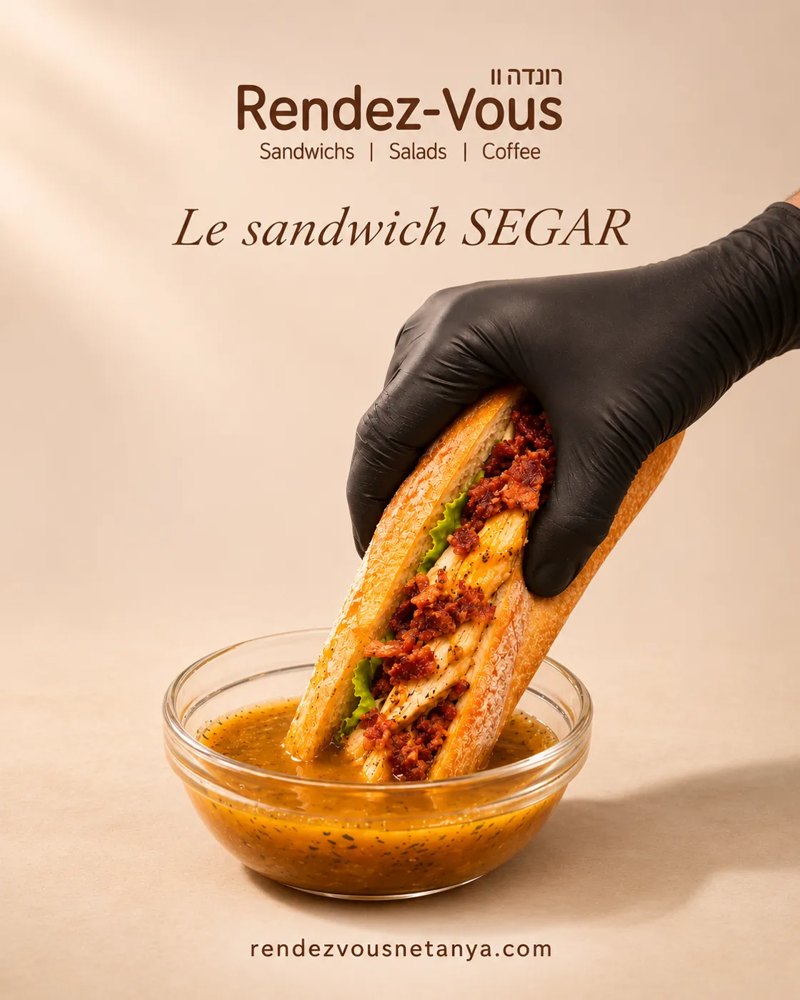 רונדה וו
Rendez-Vous
Sandwichs | Salads | Coffee
Le sandwich SEGAR
rendezvousnetanya.com